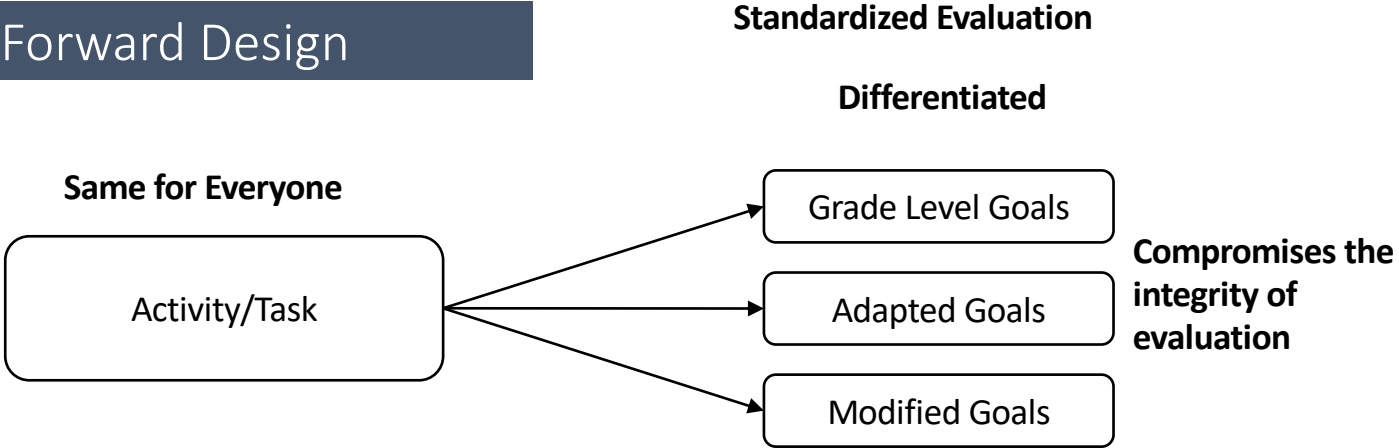 Forward Design
Standardized Evaluation
Differentiated
Same for Everyone
Activity/Task
Grade Level Goals
Adapted Goals
Modified Goals
Compromises the
integrity of
evaluation